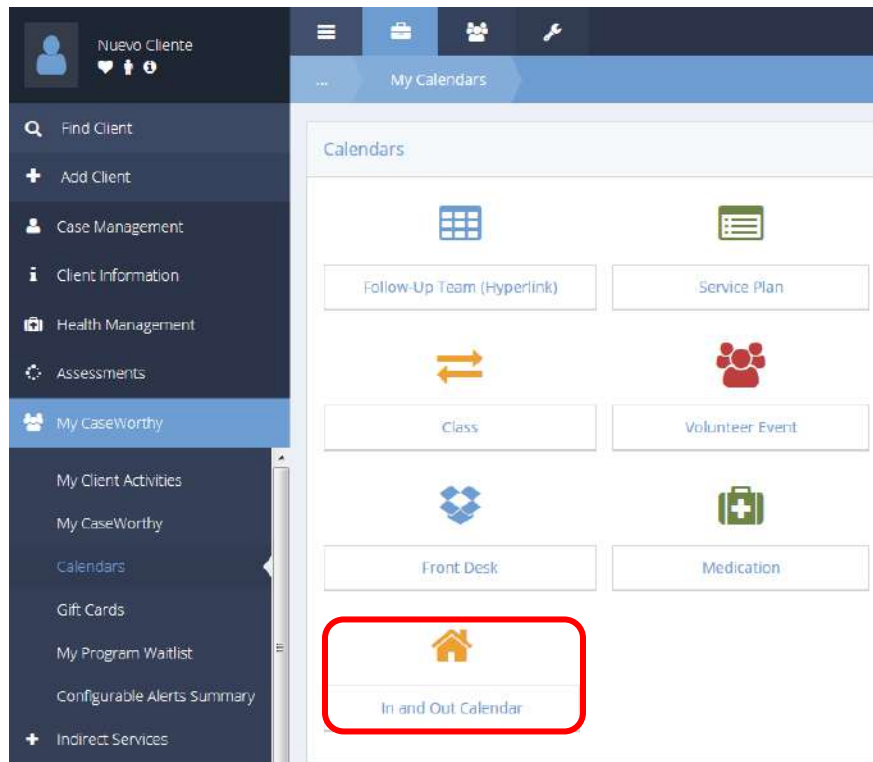 Nuevo Cliente
Find Client
Add Client
Case Management
Client Information
Health Management
Assessments
My CaseWorthy
My Client Activities
My CaseWorthy
Calendars
Gift Cards
My Program Waitlist
Configurable Alerts Summary
Indirect Services
... My Calendars
Calendars
Follow-Up Team (Hyperlink) Service Plan
Class Volunteer Event
Front Desk Medication
In and Out Calendar